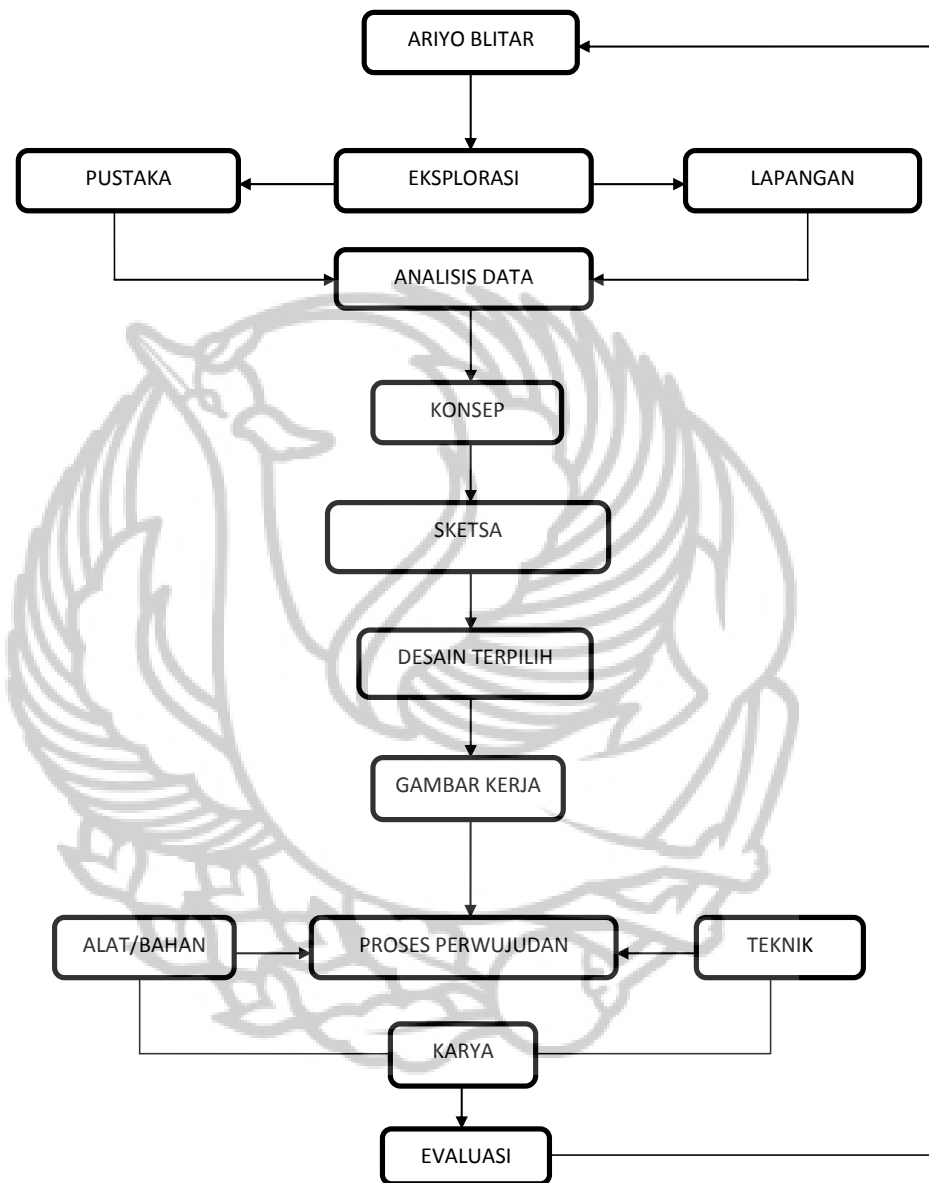 ARIYO BLITAR
PUSTAKA
EKSPLORASI
LAPANGAN
ANALISIS DATA
KONSEP
SKETSA
DESAIN TERPILIH
GAMBAR KERJA
ALAT/BAHAN
PROSES PERWUJUDAN
TEKNIK
KARYA
EVALUASI